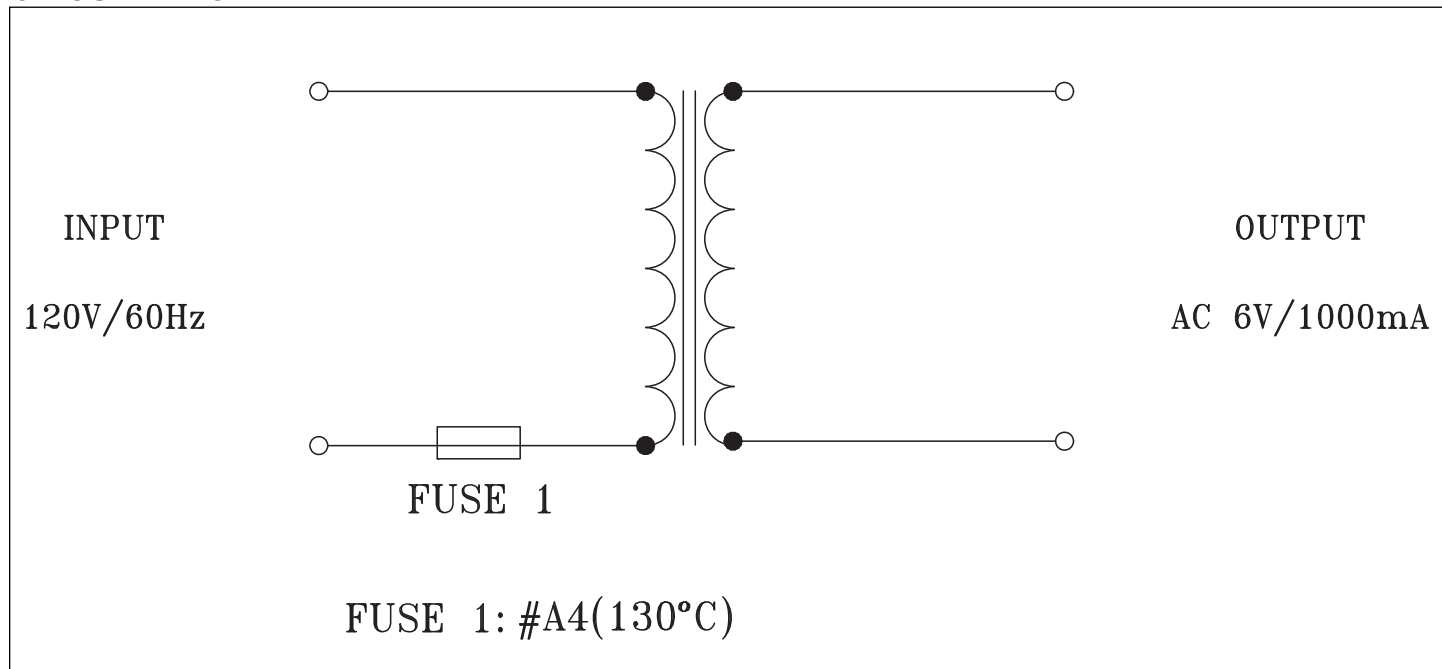 INPUT
120V/60Hz
OUTPUT
AC 6V/1000mA
FUSE 1
FUSE 1: #A4(130°C)